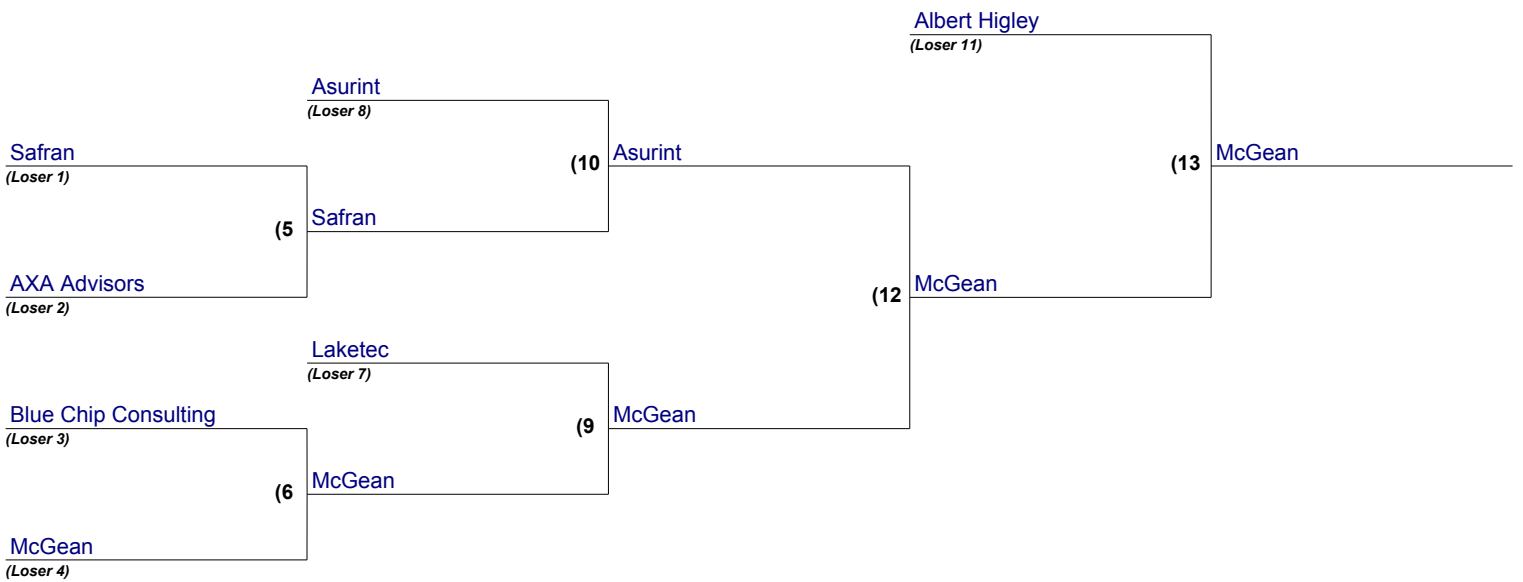 Albert Higley
(Loser 11)
Asurint
(Loser 8)
Safran
(Loser 1)
(10
Asurint
(13
McGean
(5
Safran
AXA Advisors
(Loser 2)
(12
McGean
Laketec
(Loser 7)
Blue Chip Consulting
(Loser 3)
(9
McGean
(6
McGean
McGean
(Loser 4)